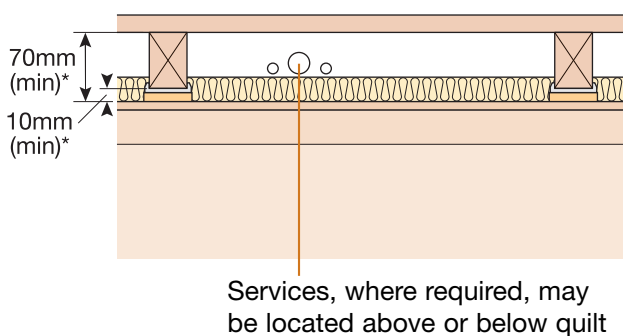 70mm
(min)*
10mm
(min)*
Services, where required, may
be located above or below quilt